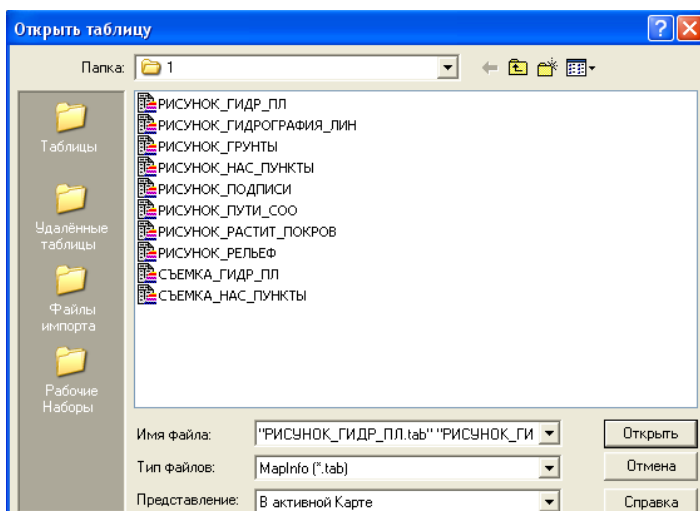 Открыть таблицу
Папка: 1
Таблицы
Удалённые
таблицы
Файлы
импорта
Рабочие
Наборы
РИСУНОК_ГИДР_ПЛ
РИСУНОК_ГИДРОГРАФИЯ_ЛИН
РИСУНОК_ГРУНТЫ
РИСУНОК_НАС_ПУНКТЫ
РИСУНОК_ПОДПИСИ
РИСУНОК_ПУТИ_СОО
РИСУНОК_РАСТИТ_ПОКРОВ
РИСУНОК_РЕЛЬЕФ
СЪЕМКА_ГИДР_ПЛ
СЪЕМКА_НАС_ПУНКТЫ
Имя файла: "РИСУНОК_ГИДР_ПЛ.tab" "РИСУНОК_ГИ Открыть
Тип файлов: MapInfo (*.tab) Отмена
Представление: В активной Карте Справка